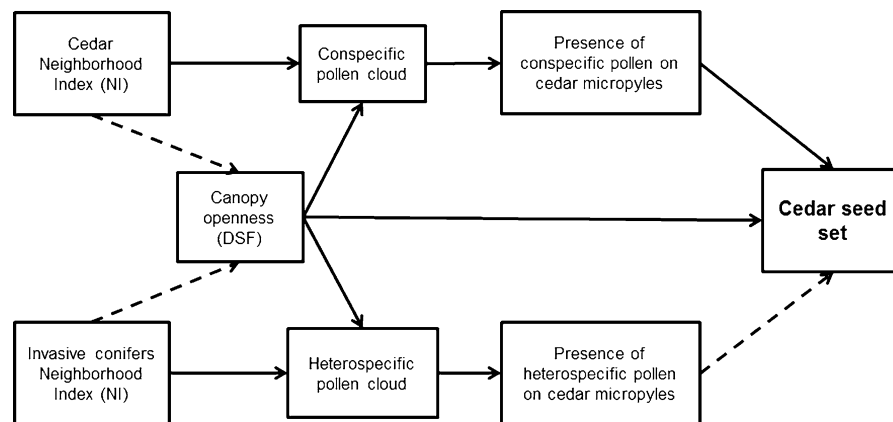 Cedar
Neighborhood
Index (NI)
Conspecific
pollen cloud
Presence of
conspecific pollen on
cedar micropyles
Canopy
openness
(DSF)
Cedar seed
set
Invasive conifers
Neighborhood
Index (NI)
Heterospecific
pollen cloud
Presence of
heterospecific pollen
on cedar micropyles